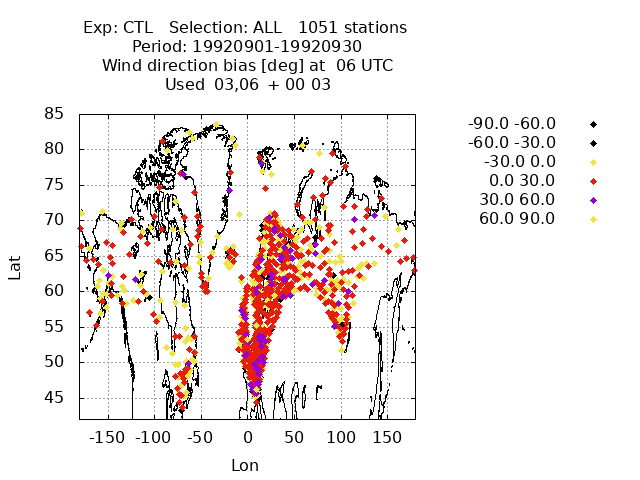 Exp: CTL   Selection: ALL   1051 stations
Period: 19920901-19920930
Wind direction bias [deg] at  06 UTC
Used  03,06  + 00 03
85
80
75
70
65
60
55
50
45
Lat
-150 -100 -50 0 50 100 150
Lon
-90.0 -60.0
-60.0 -30.0
-30.0 0.0
0.0 30.0
30.0 60.0
60.0 90.0